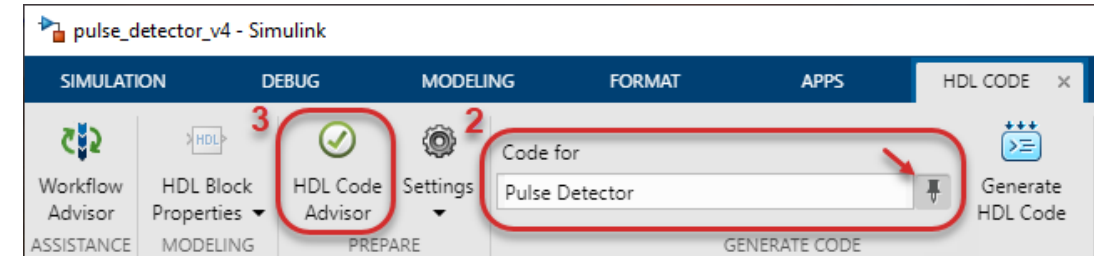 pulse_detector_v4 - Simulink
SIMULATION DEBUG MODELING FORMAT APPS HDL CODE ×
3 2
HDL
Code for
Pulse Detector
Workflow Advisor
HDL Block Properties
HDL Code Advisor
Settings
Generate HDL Code
ASSISTANCE MODELING PREPARE GENERATE CODE